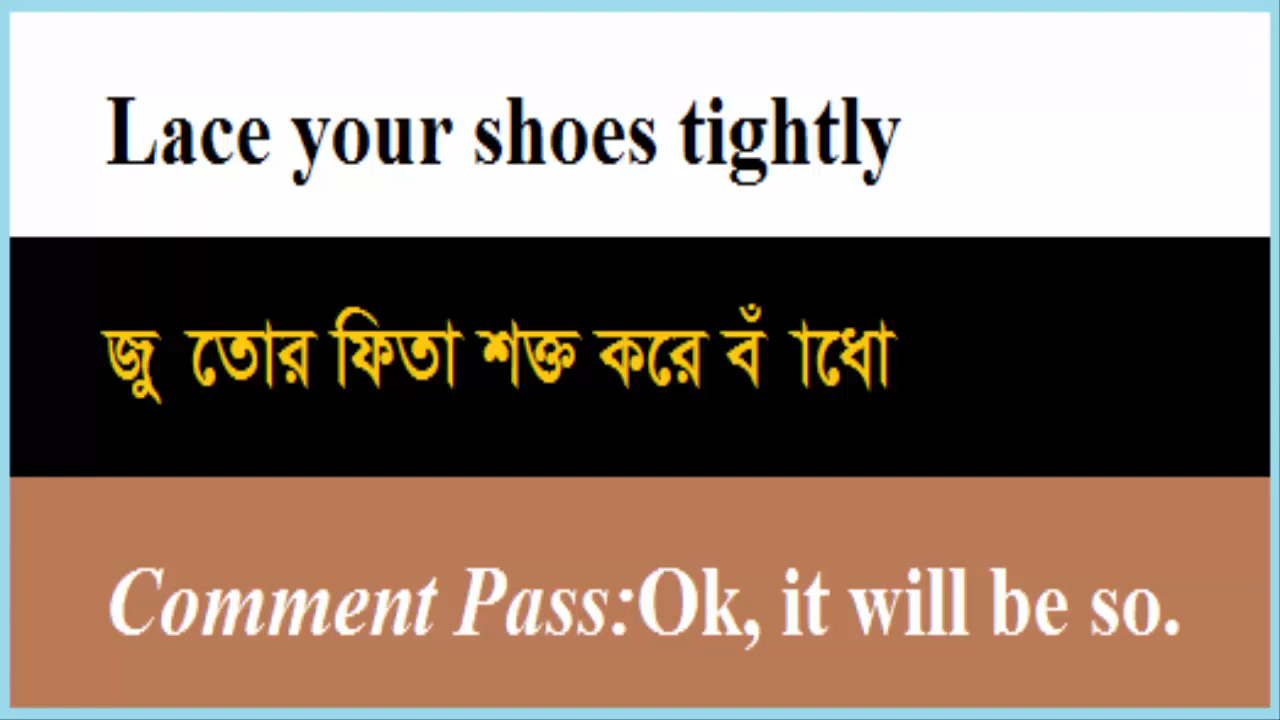 Lace your shoes tightly
জুতোর ফিতা শক্ত করে বাঁধো
Comment Pass:Ok, it will be so.